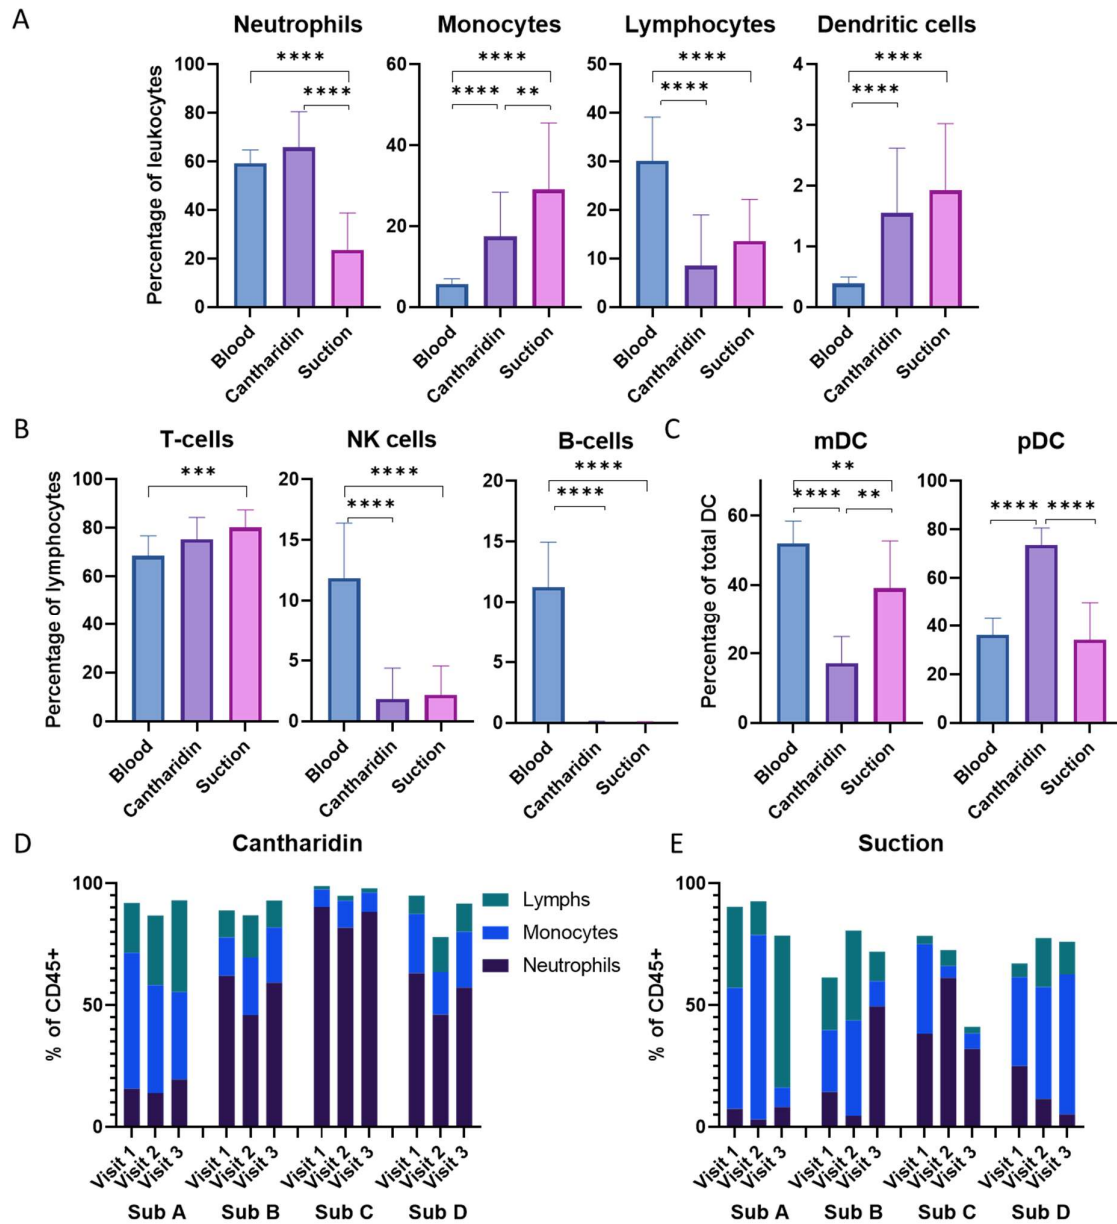 A
Neutrophils
Monocytes
Lymphocytes
Dendritic cells
Percentage of leukocytes
100
80
60
40
20
0
****
****
Blood
Cantharidin
Suction
60
40
20
0
****
****
**
Blood
Cantharidin
Suction
50
40
30
20
10
0
****
****
Blood
Cantharidin
Suction
4
3
2
1
0
****
****
Blood
Cantharidin
Suction
B
T-cells
NK cells
B-cells
Percentage of lymphocytes
100
80
60
40
20
0
***
Blood
Cantharidin
Suction
20
15
10
5
0
****
****
Blood
Cantharidin
Suction
20
15
10
5
0
****
****
Blood
Cantharidin
Suction
C
mDC
pDC
Percentage of total DC
60
40
20
0
**
****
**
Blood
Cantharidin
Suction
100
80
60
40
20
0
****
****
Blood
Cantharidin
Suction
D
Cantharidin
% of CD45+
100
50
0
Lymphs
Monocytes
Neutrophils
Visit 1
Visit 2
Visit 3
Visit 1
Visit 2
Visit 3
Visit 1
Visit 2
Visit 3
Visit 1
Visit 2
Visit 3
Sub A
Sub B
Sub C
Sub D
E
Suction
% of CD45+
100
50
0
Visit 1
Visit 2
Visit 3
Visit 1
Visit 2
Visit 3
Visit 1
Visit 2
Visit 3
Visit 1
Visit 2
Visit 3
Sub A
Sub B
Sub C
Sub D